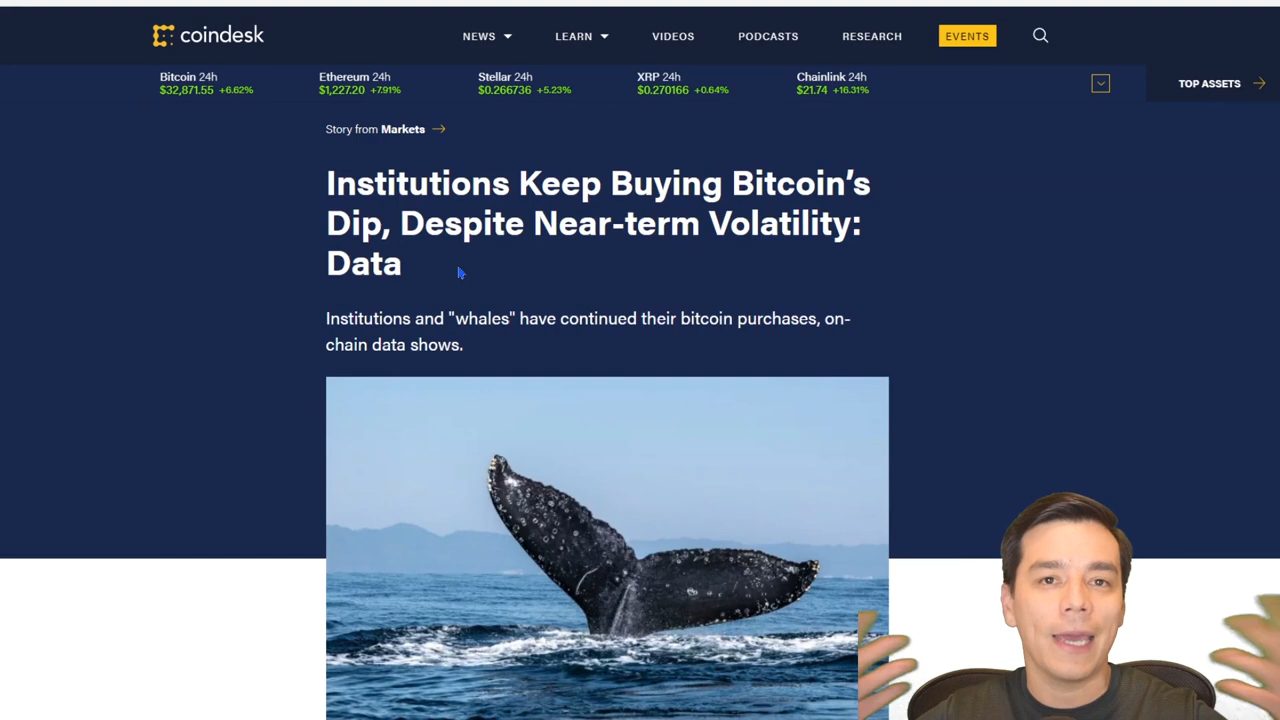 coindesk
NEWS
LEARN
VIDEOS
PODCASTS
RESEARCH
EVENTS
Bitcoin 24h
$32,871.55 +6.62%
Ethereum 24h
$1,227.20 +7.91%
Stellar 24h
$0.266736 +5.23%
XRP 24h
$0.270166 +0.64%
Chainlink 24h
$21.74 +16.31%
TOP ASSETS
Story from Markets
Institutions Keep Buying Bitcoin’s
Dip, Despite Near-term Volatility:
Data
Institutions and "whales" have continued their bitcoin purchases, on-
chain data shows.